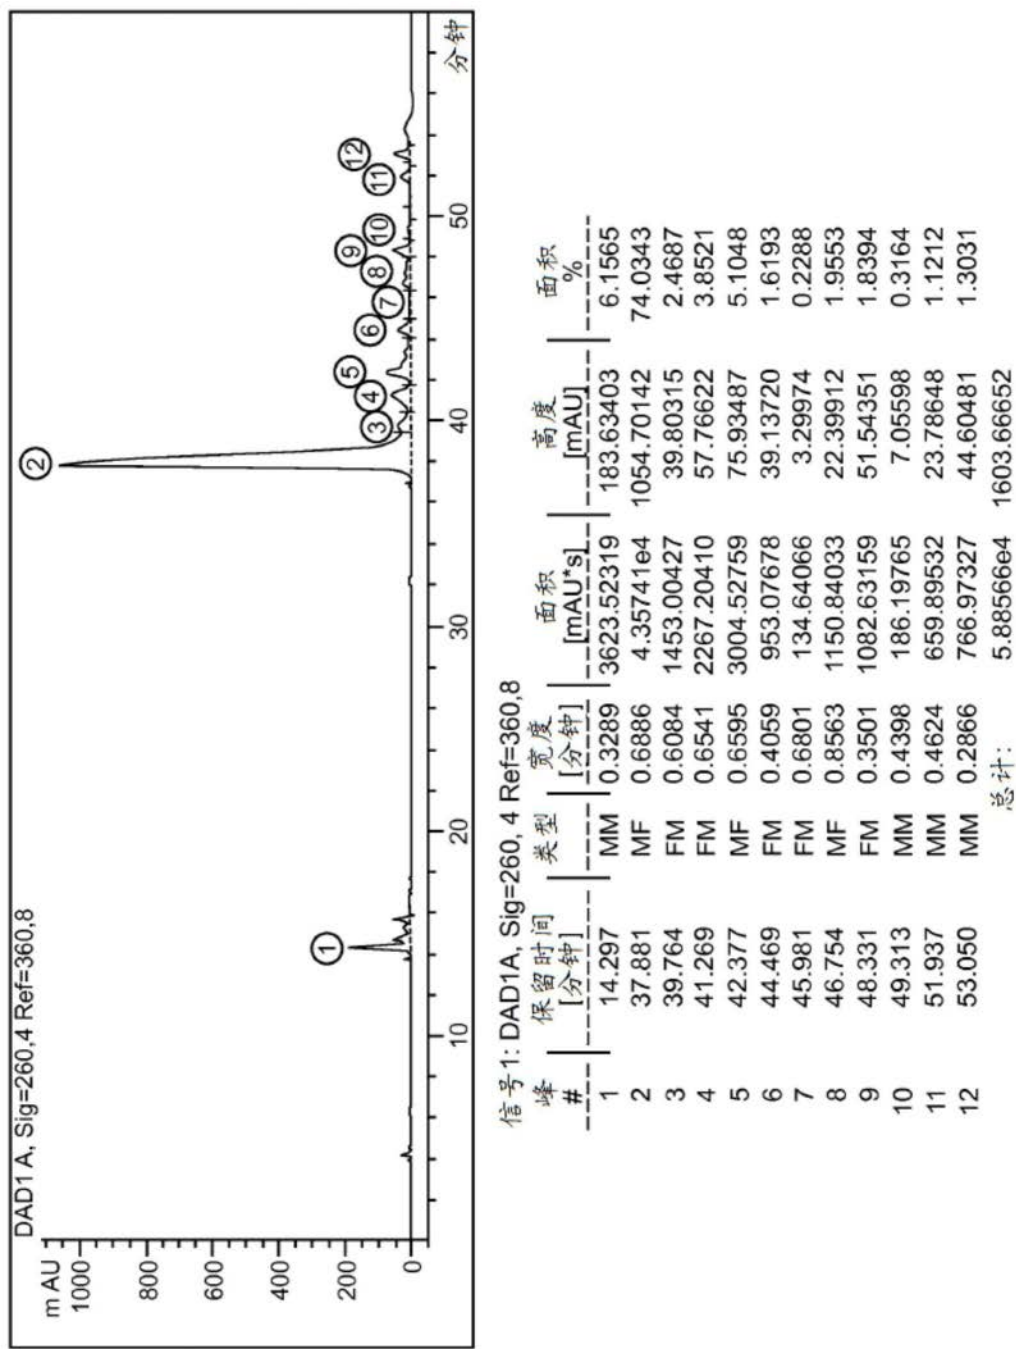 DAD1 A, Sig=260,4 Ref=360,8
m AU
1000
800
600
400
200
0
10
20
30
40
50
分钟
①
②
③
④
⑤
⑥
⑦
⑧
⑨
⑩
⑪
⑫
信号1: DAD1A, Sig=260, 4 Ref=360,8
峰 保留时间 类型 宽度 面积 高度 面积
# [分钟] [分钟] [mAU*s] [mAU] %
1 14.297 MM 0.3289 3623.52319 183.63403 6.1565
2 37.881 MF 0.6886 4.35741e4 1054.70142 74.0343
3 39.764 FM 0.6084 1453.00427 39.80315 2.4687
4 41.269 FM 0.6541 2267.20410 57.76622 3.8521
5 42.377 MF 0.6595 3004.52759 75.93487 5.1048
6 44.469 FM 0.4059 953.07678 39.13720 1.6193
7 45.981 FM 0.6801 134.64066 3.29974 0.2288
8 46.754 MF 0.8563 1150.84033 22.39912 1.9553
9 48.331 FM 0.3501 1082.63159 51.54351 1.8394
10 49.313 MM 0.4398 186.19765 7.05598 0.3164
11 51.937 MM 0.4624 659.89532 23.78648 1.1212
12 53.050 MM 0.2866 766.97327 44.60481 1.3031
总计: 5.88566e4 1603.66652